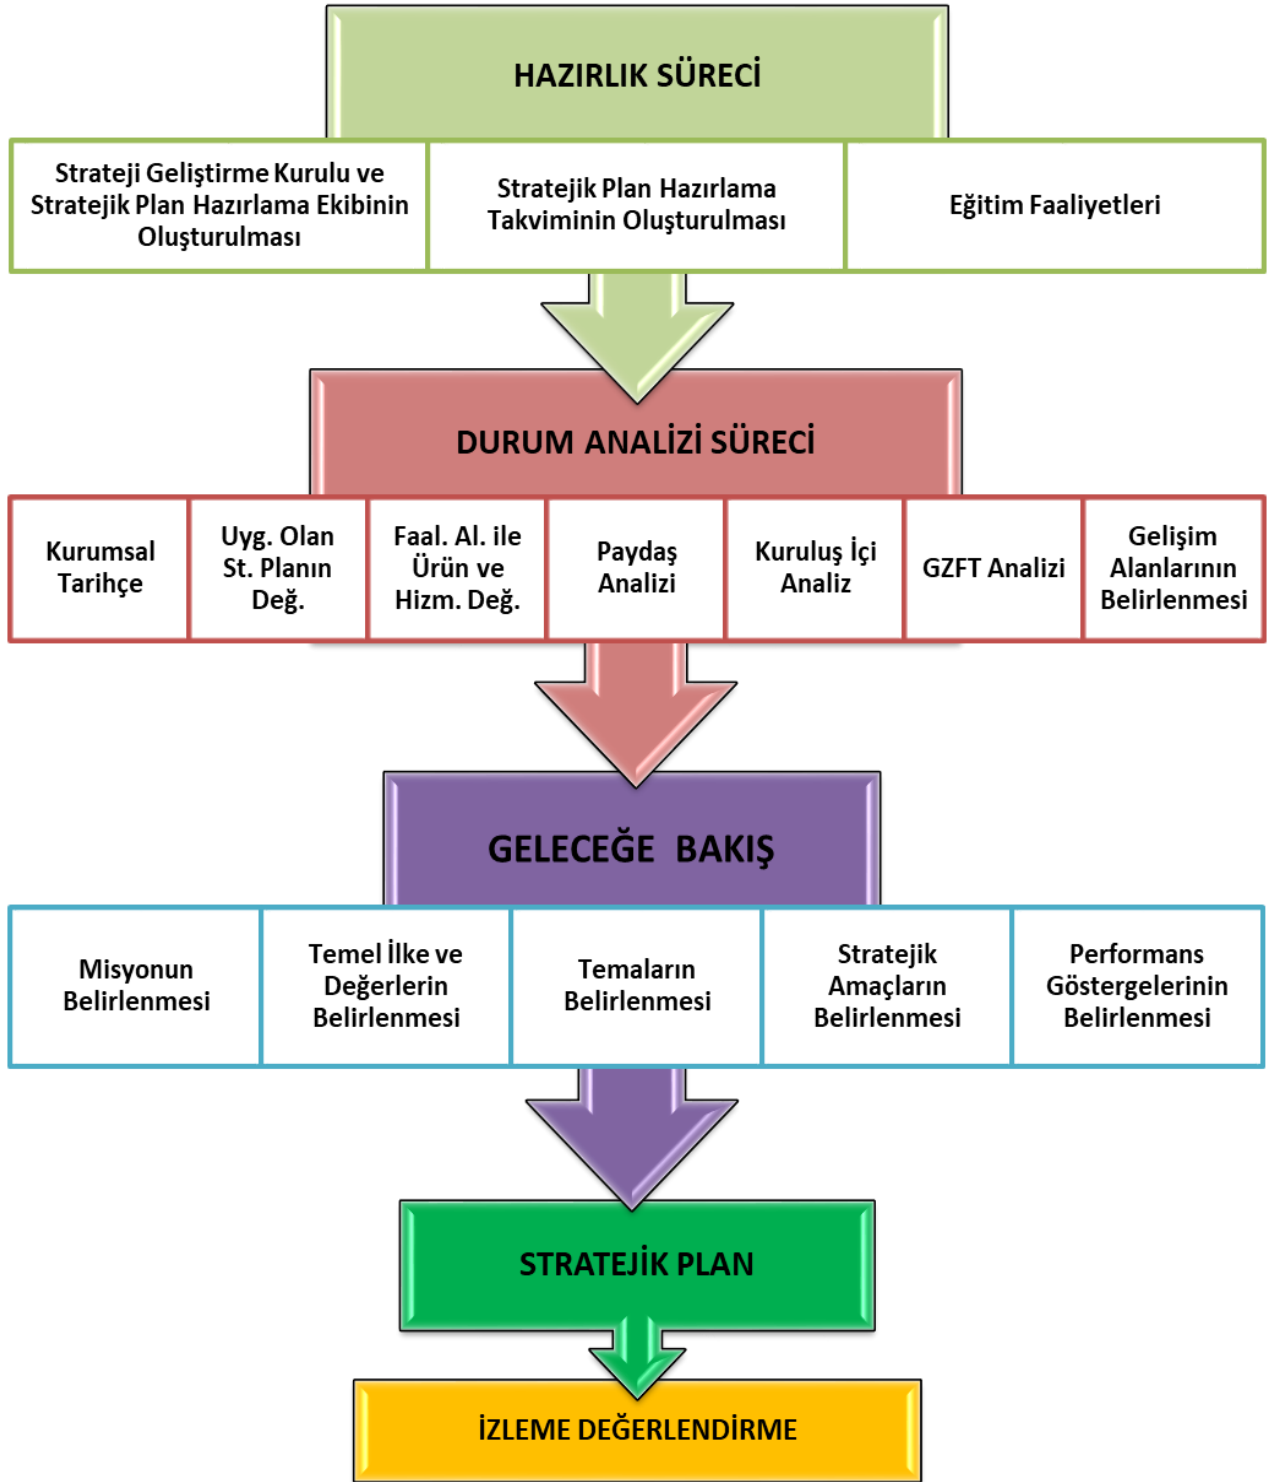 HAZIRLIK SÜRECİ
Strateji Geliştirme Kurulu ve
Stratejik Plan Hazırlama Ekibinin
Oluşturulması
Stratejik Plan Hazırlama
Takviminin Oluşturulması
Eğitim Faaliyetleri
DURUM ANALİZİ SÜRECİ
Kurumsal
Tarihçe
Uyg. Olan
St. Planın
Değ.
Faal. Al. ile
Ürün ve
Hizm. Değ.
Paydaş
Analizi
Kuruluş İçi
Analiz
GZFT Analizi
Gelişim
Alanlarının
Belirlenmesi
GELECEĞE BAKIŞ
Misyonun
Belirlenmesi
Temel İlke ve
Değerlerin
Belirlenmesi
Temaların
Belirlenmesi
Stratejik
Amaçların
Belirlenmesi
Performans
Göstergelerinin
Belirlenmesi
STRATEJİK PLAN
İZLEME DEĞERLENDİRME